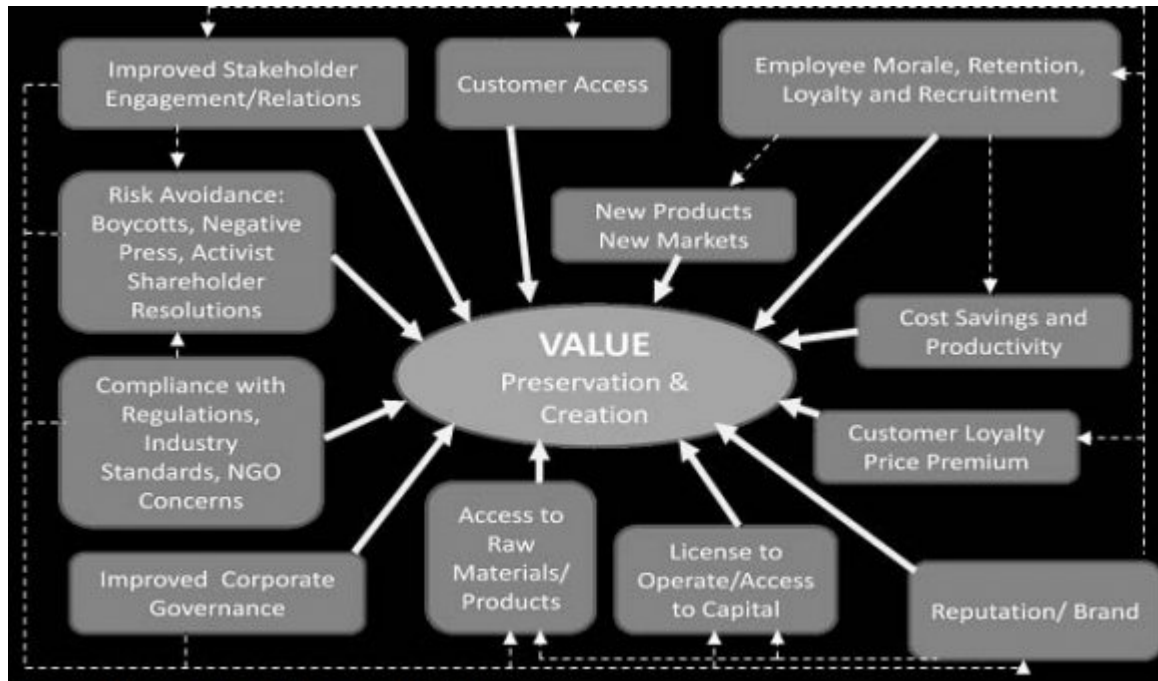 Improved Stakeholder
Engagement/Relations
Customer Access
Employee Morale, Retention,
Loyalty and Recruitment
Risk Avoidance:
Boycotts, Negative
Press, Activist
Shareholder
Resolutions
New Products
New Markets
VALUE
Preservation &
Creation
Cost Savings and
Productivity
Compliance with
Regulations,
Industry
Standards, NGO
Concerns
Customer Loyalty
Price Premium
Improved Corporate
Governance
Access to
Raw
Materials/
Products
License to
Operate/Access
to Capital
Reputation/ Brand